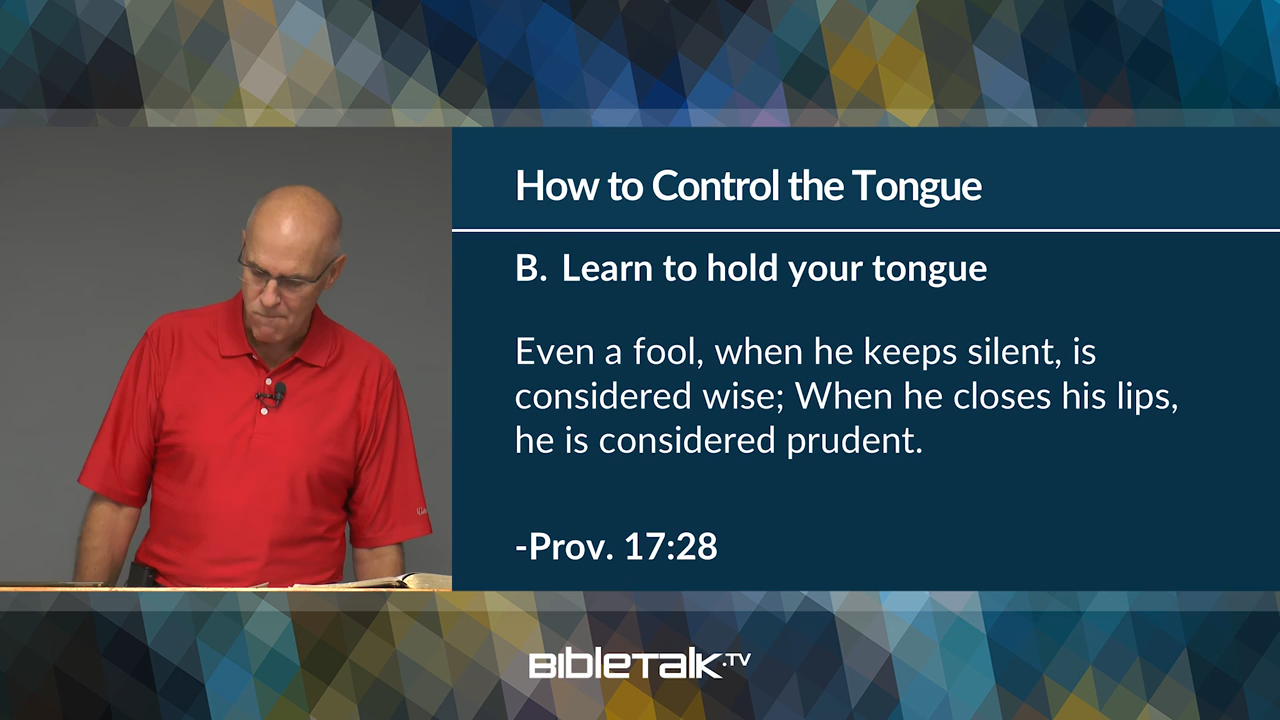 How to Control the Tongue
B. Learn to hold your tongue
Even a fool, when he keeps silent, is
considered wise; When he closes his lips,
he is considered prudent.
-Prov. 17:28
BIBLETALK.TV